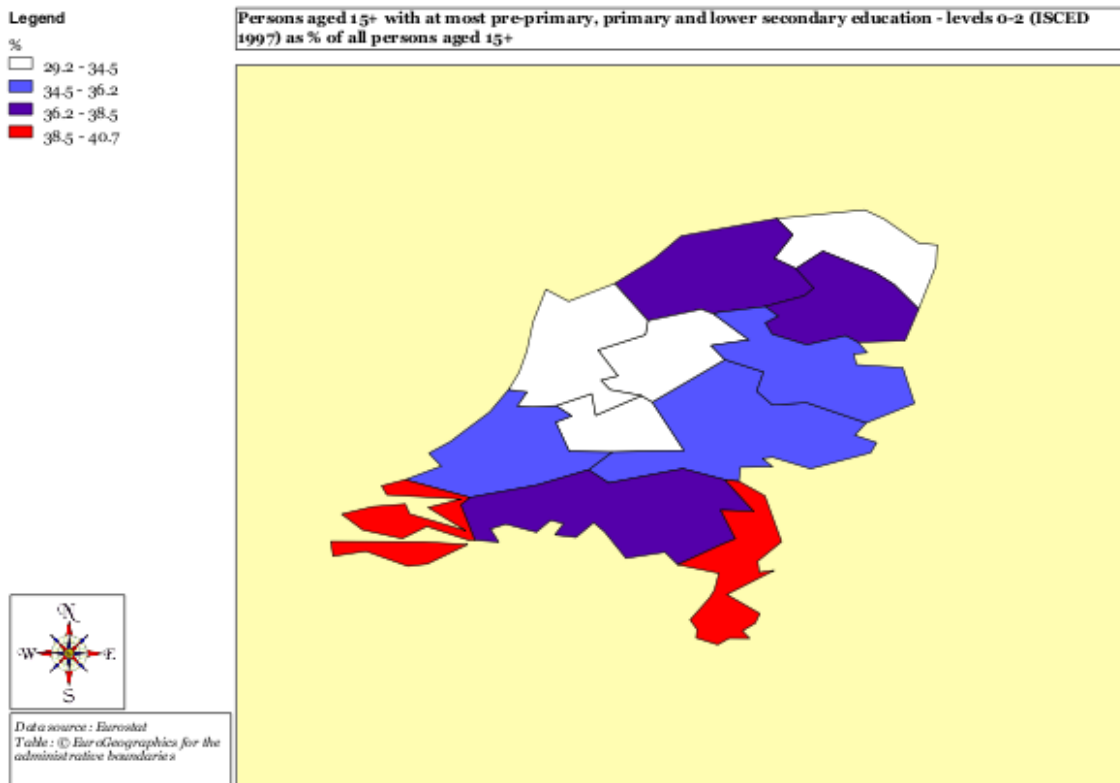 Legend
%
29.2 - 34.5
34.5 - 36.2
36.2 - 38.5
38.5 - 40.7
Persons aged 15+ with at most pre-primary, primary and lower secondary education - levels 0-2 (ISCED
1997) as % of all persons aged 15+
N
W E
S
Data source : Eurostat
Table : © EuroGeographics for the
administrative boundaries